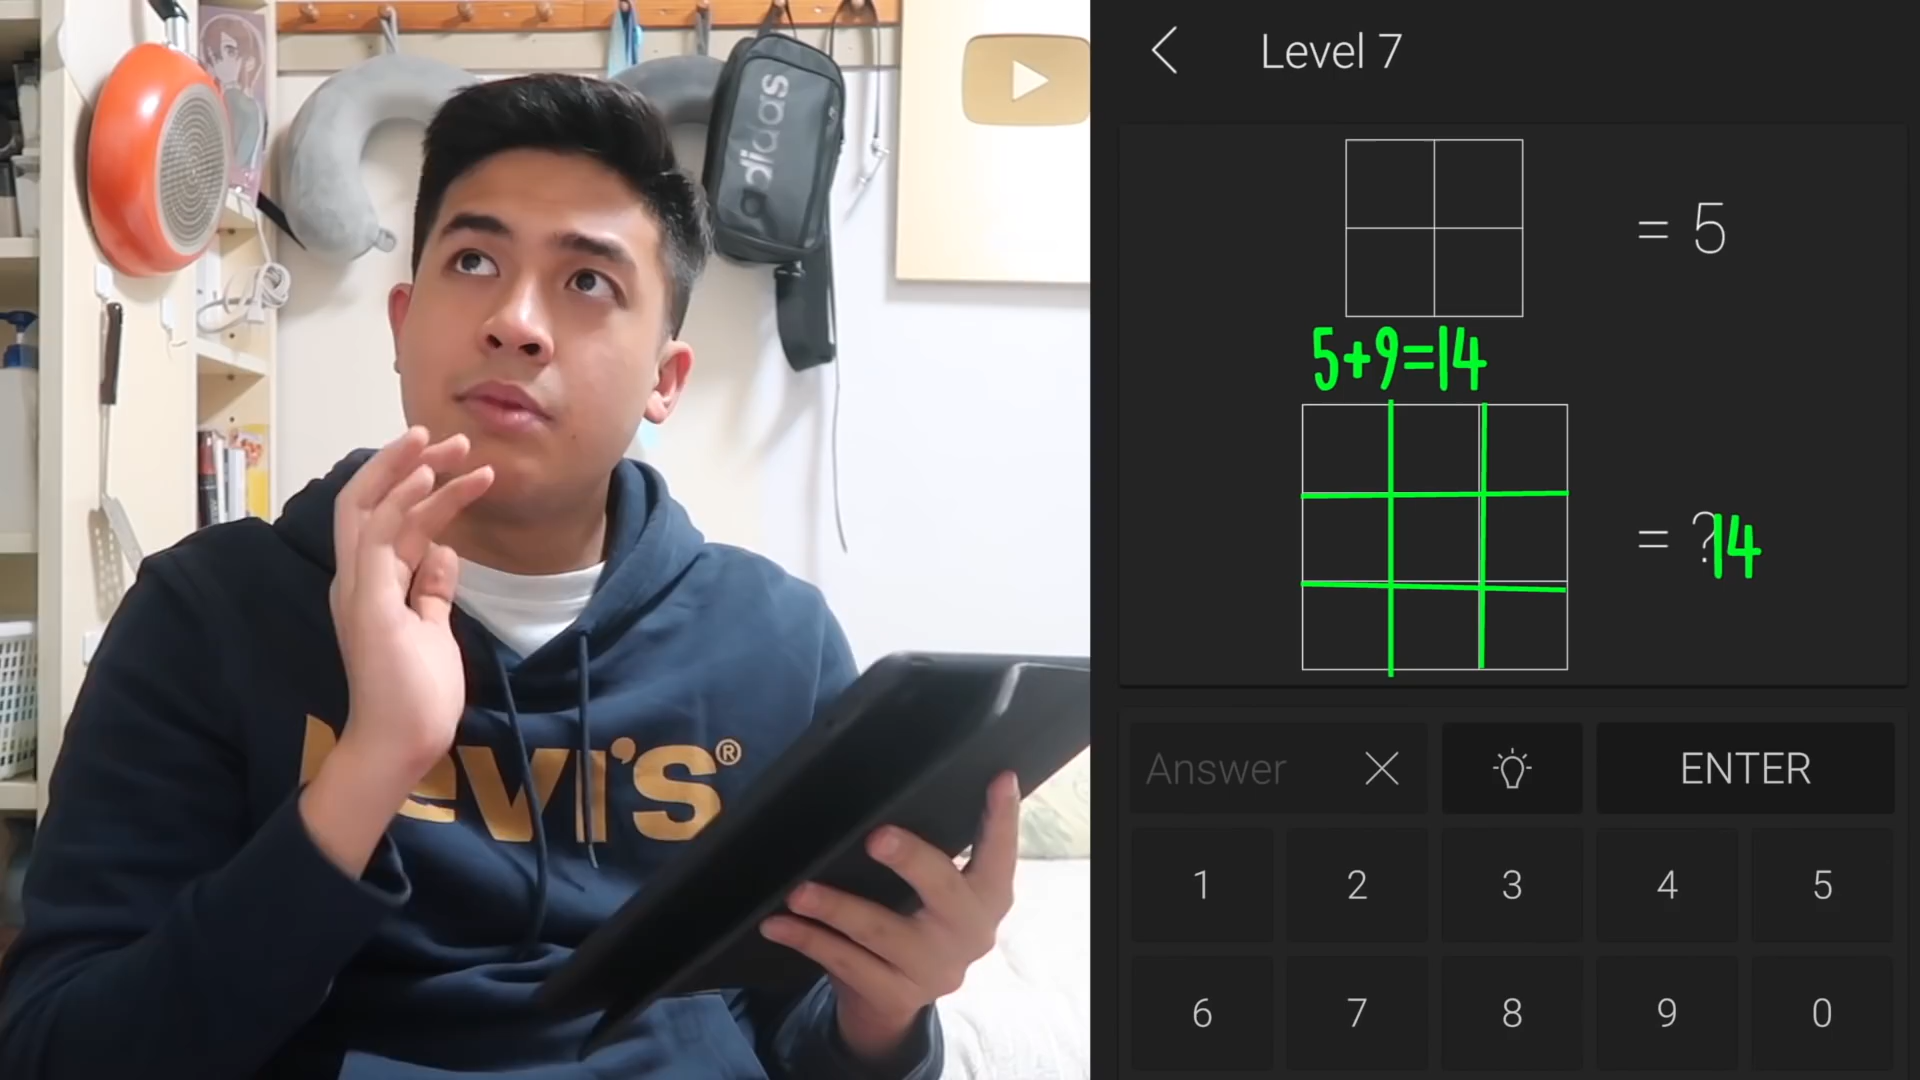 adidas
Levi's®
Level 7
= 5
5+9=14
= ?
14
Answer
ENTER
1 2 3 4 5
6 7 8 9 0